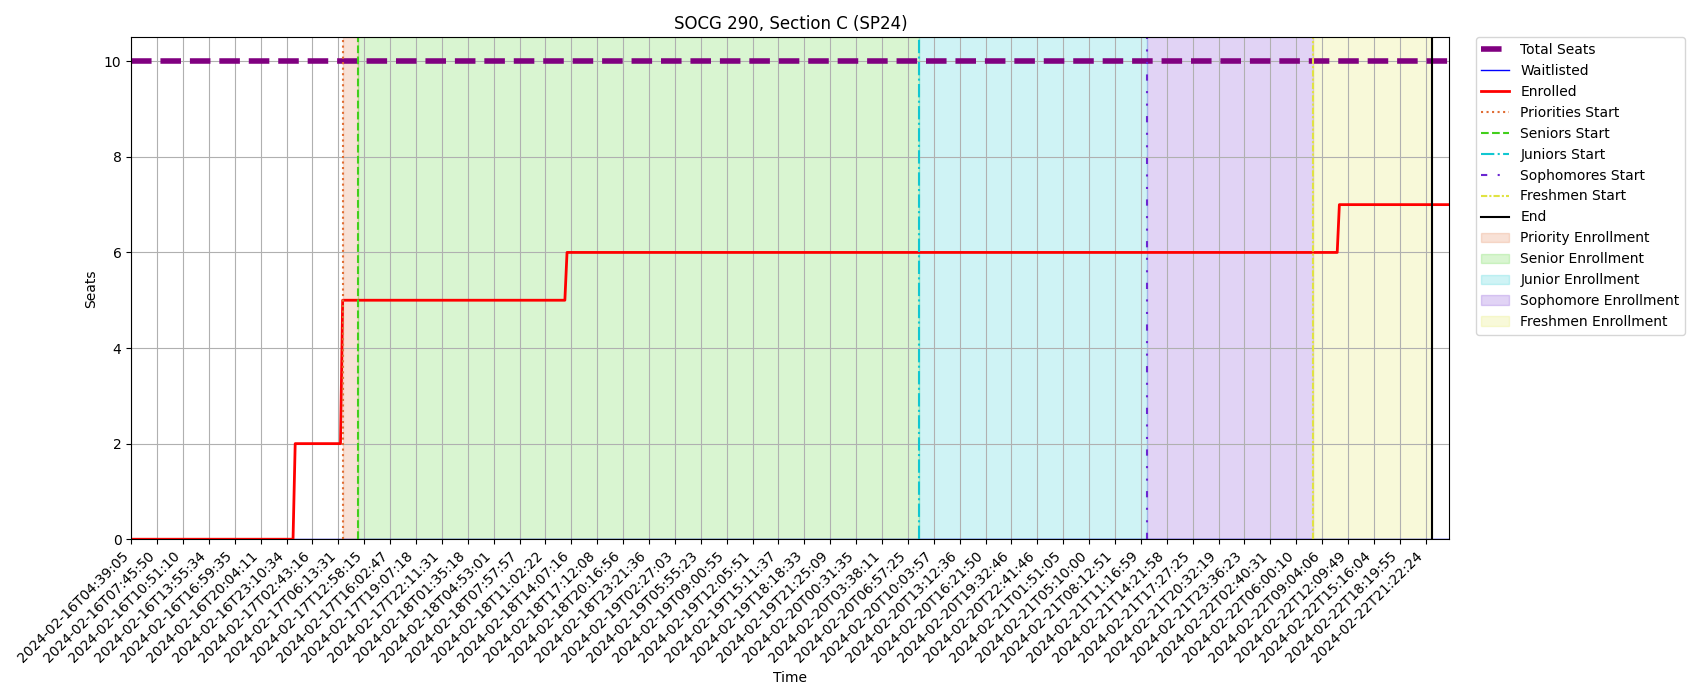 SOCG 290, Section C (SP24)
10
8
6
4
2
0
Seats
2024-02-16T04:39:05
2024-02-16T07:45:50
2024-02-16T10:51:10
2024-02-16T13:55:34
2024-02-16T16:59:35
2024-02-16T20:04:11
2024-02-16T23:10:34
2024-02-17T02:43:16
2024-02-17T06:13:31
2024-02-17T12:58:15
2024-02-17T16:02:47
2024-02-17T19:07:18
2024-02-17T22:11:31
2024-02-18T01:35:18
2024-02-18T04:53:01
2024-02-18T07:57:57
2024-02-18T11:02:22
2024-02-18T14:07:16
2024-02-18T17:12:08
2024-02-18T20:16:56
2024-02-18T23:21:36
2024-02-19T02:27:03
2024-02-19T05:55:23
2024-02-19T09:00:55
2024-02-19T12:05:51
2024-02-19T15:11:37
2024-02-19T18:18:33
2024-02-19T21:25:09
2024-02-20T00:31:35
2024-02-20T03:38:11
2024-02-20T06:57:25
2024-02-20T10:03:57
2024-02-20T13:12:36
2024-02-20T16:21:50
2024-02-20T19:32:46
2024-02-20T22:41:46
2024-02-21T01:51:05
2024-02-21T05:10:00
2024-02-21T08:12:51
2024-02-21T11:16:59
2024-02-21T14:21:58
2024-02-21T17:27:25
2024-02-21T20:32:19
2024-02-21T23:36:23
2024-02-22T02:40:31
2024-02-22T06:00:10
2024-02-22T09:04:06
2024-02-22T12:09:49
2024-02-22T15:16:04
2024-02-22T18:19:55
2024-02-22T21:22:24
Time
Total Seats
Waitlisted
Enrolled
Priorities Start
Seniors Start
Juniors Start
Sophomores Start
Freshmen Start
End
Priority Enrollment
Senior Enrollment
Junior Enrollment
Sophomore Enrollment
Freshmen Enrollment